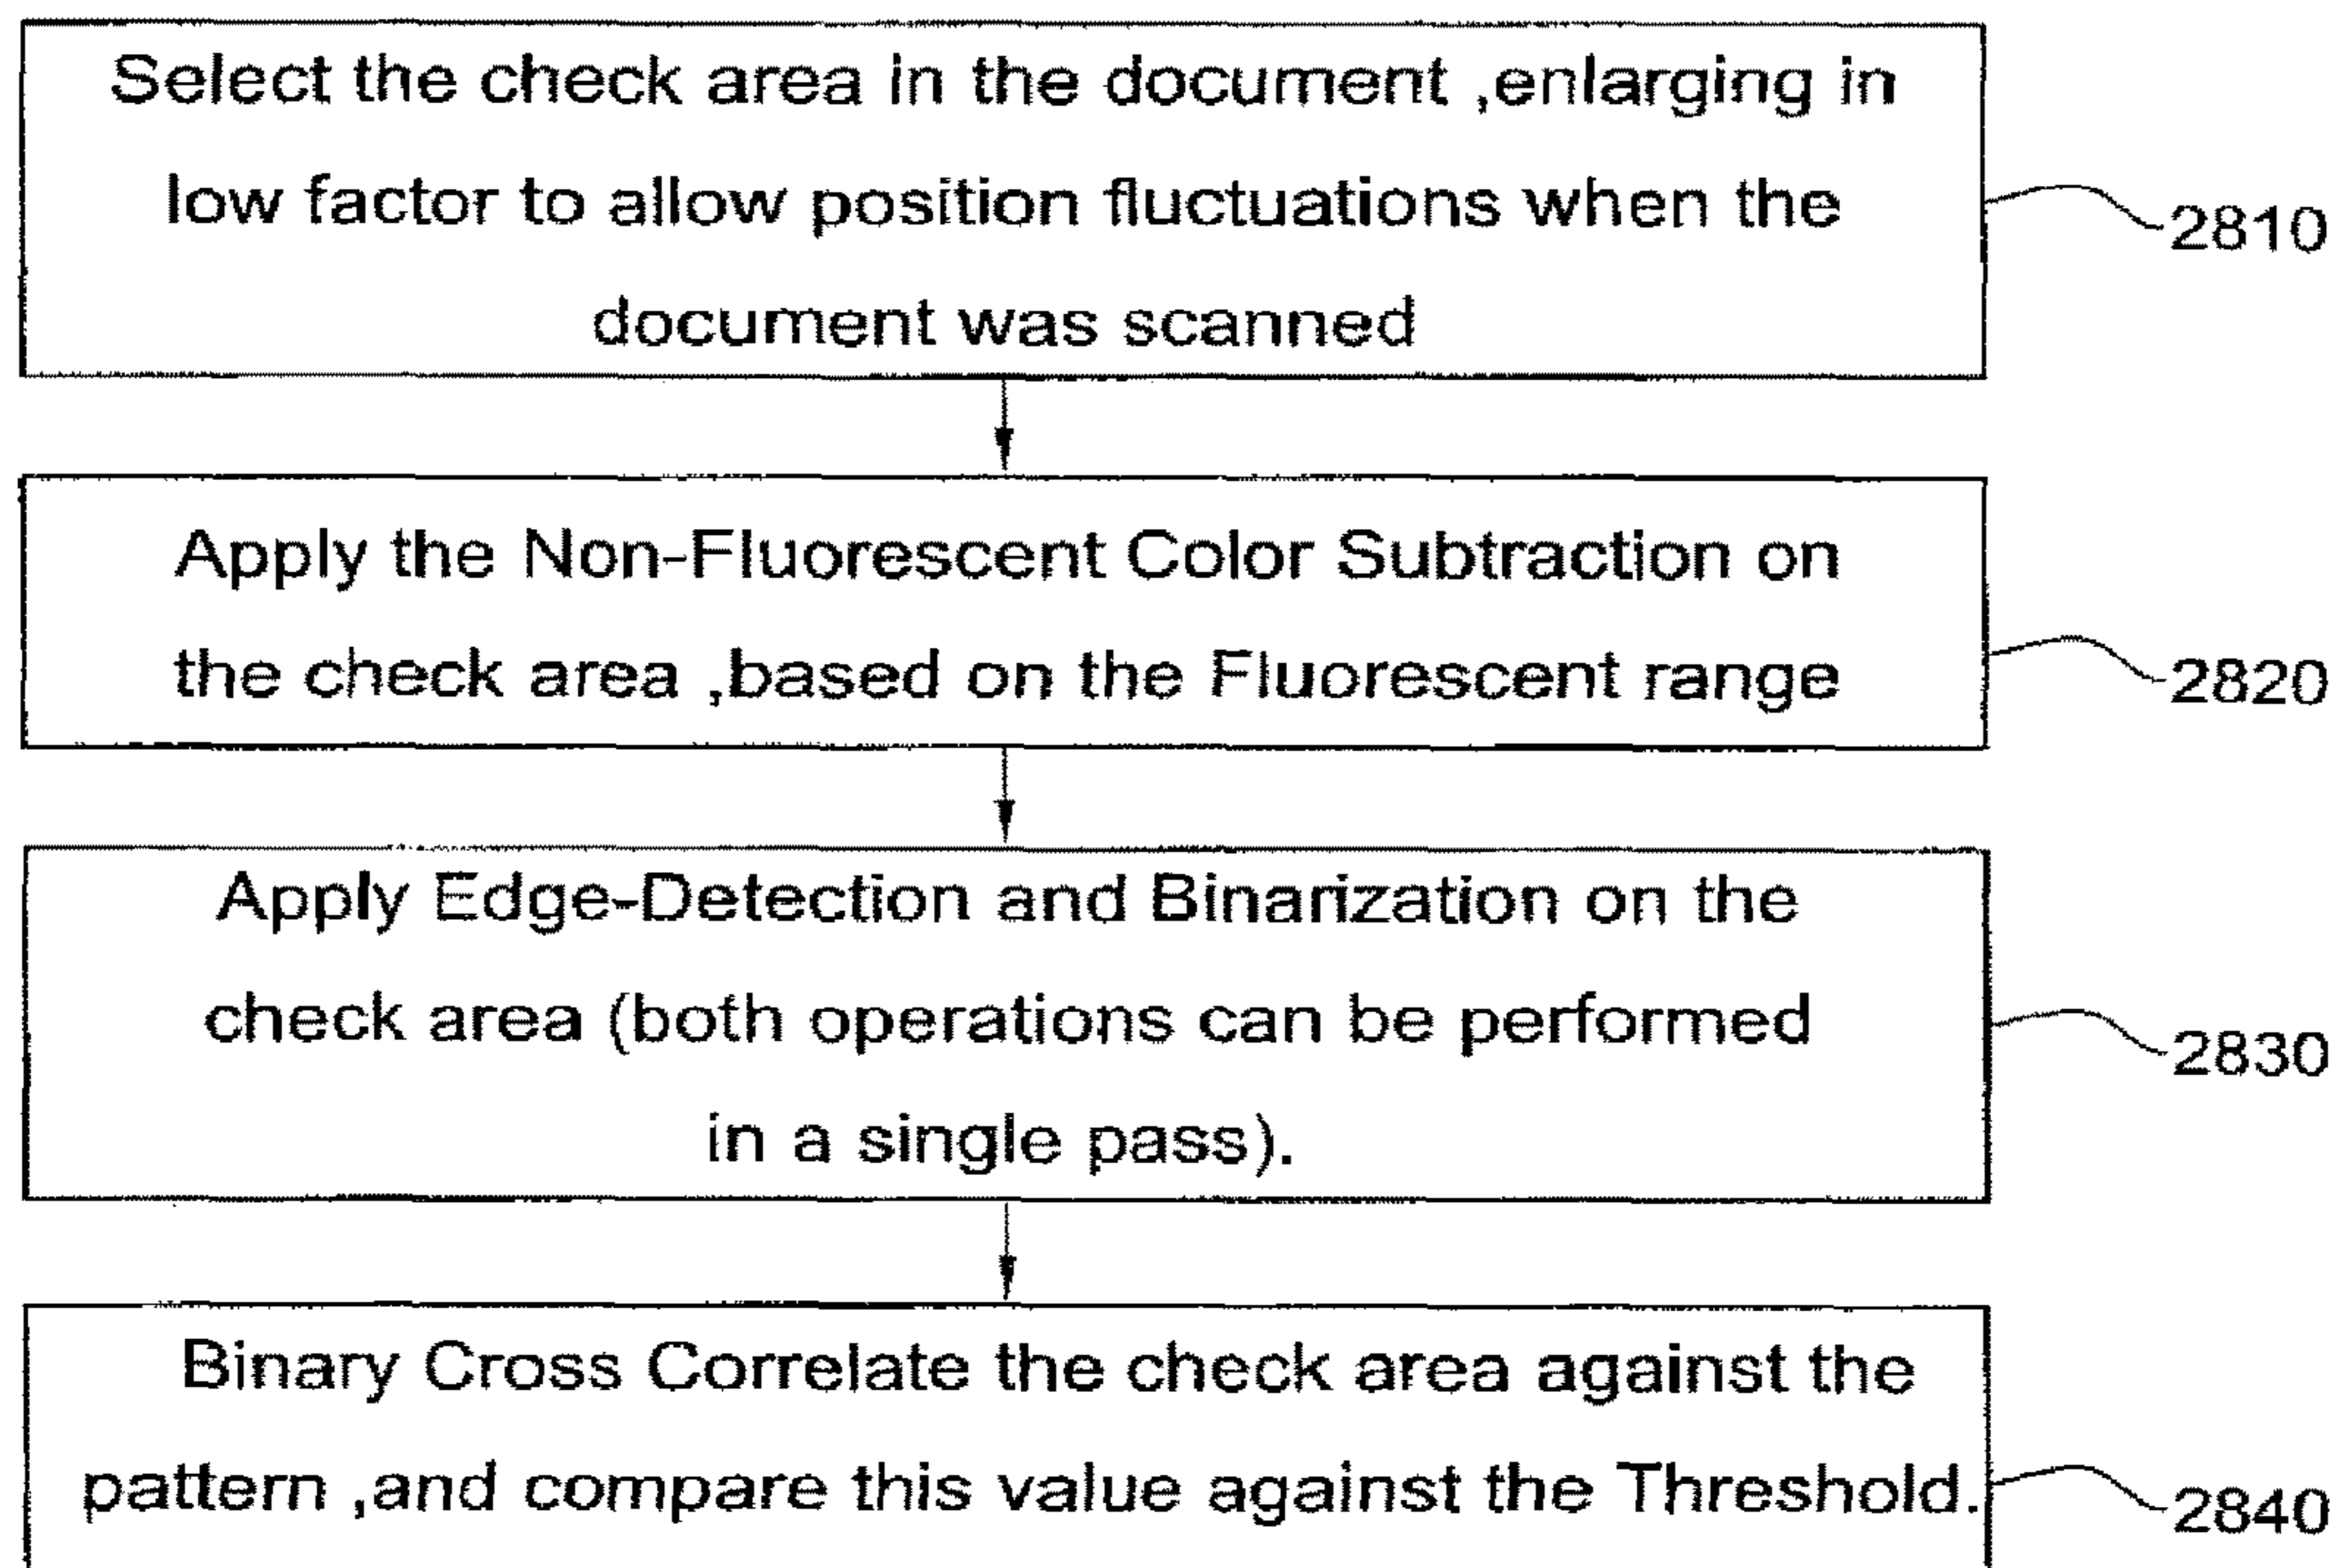 Select the check area in the document ,enlarging in
low factor to allow position fluctuations when the
document was scanned
2810
Apply the Non-Fluorescent Color Subtraction on
the check area ,based on the Fluorescent range
2820
Apply Edge-Detection and Binarization on the
check area (both operations can be performed
in a single pass).
2830
Binary Cross Correlate the check area against the
pattern ,and compare this value against the Threshold.
2840